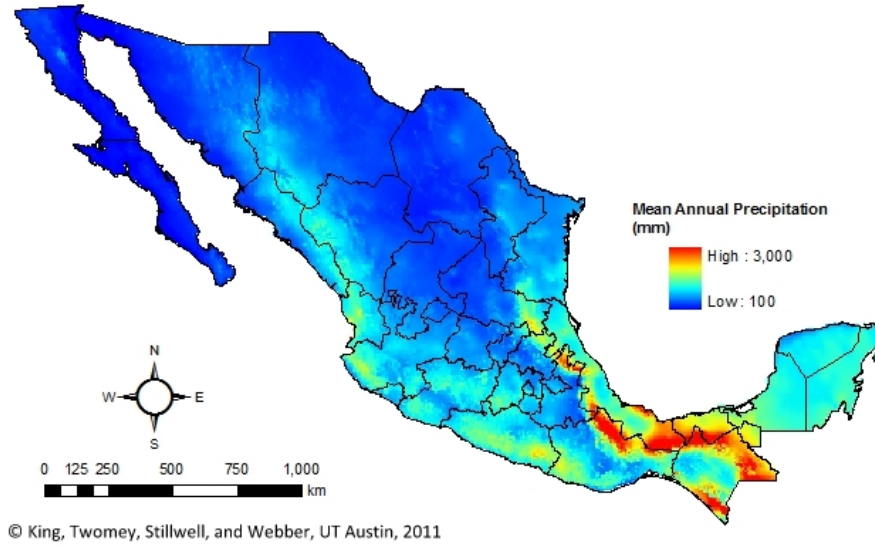 Mean Annual Precipitation
(mm)
High : 3,000
Low : 100
N
W E
S
0 125 250 500 750 1,000
km
© King, Twomey, Stillwell, and Webber, UT Austin, 2011